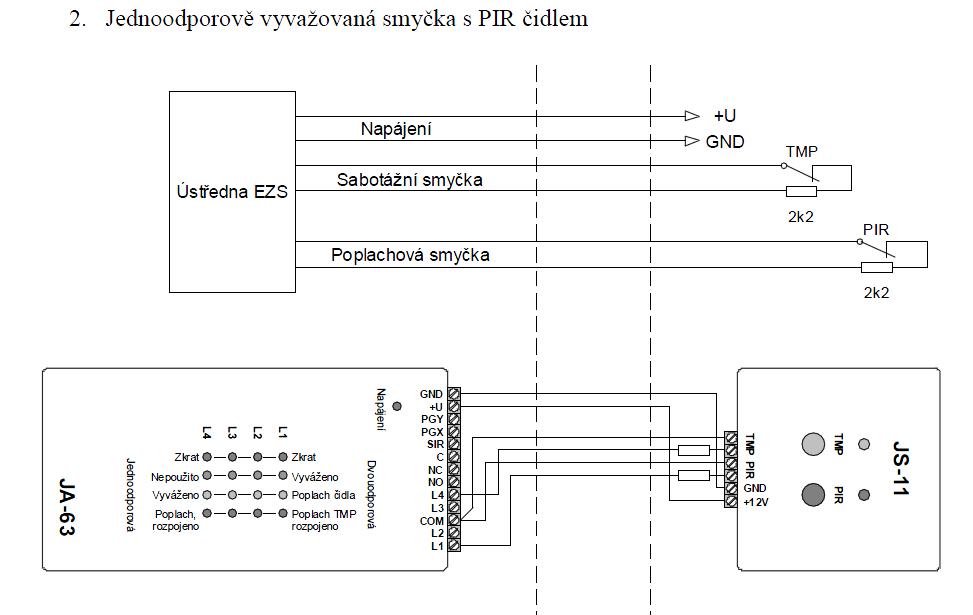 2. Jednoodporově vyvažovaná smyčka s PIR čidlem
Ústředna EZS
Napájení
+U
GND
Sabotážní smyčka
TMP
2k2
Poplachová smyčka
PIR
2k2
JA-63
Jednoodporová
L4 L3 L2 L1
Zkrat Zkrat
Nepoužito Vyváženo
Vyváženo Poplach čidla
Poplach, rozpojeno Poplach TMP rozpojeno
Dvouodporová
Napájení
GND
+U
PGY
PGX
SIR
C
NC
NO
L4
L3
COM
L2
L1
TMP
PIR
GND
+12V
TMP
PIR
JS-11